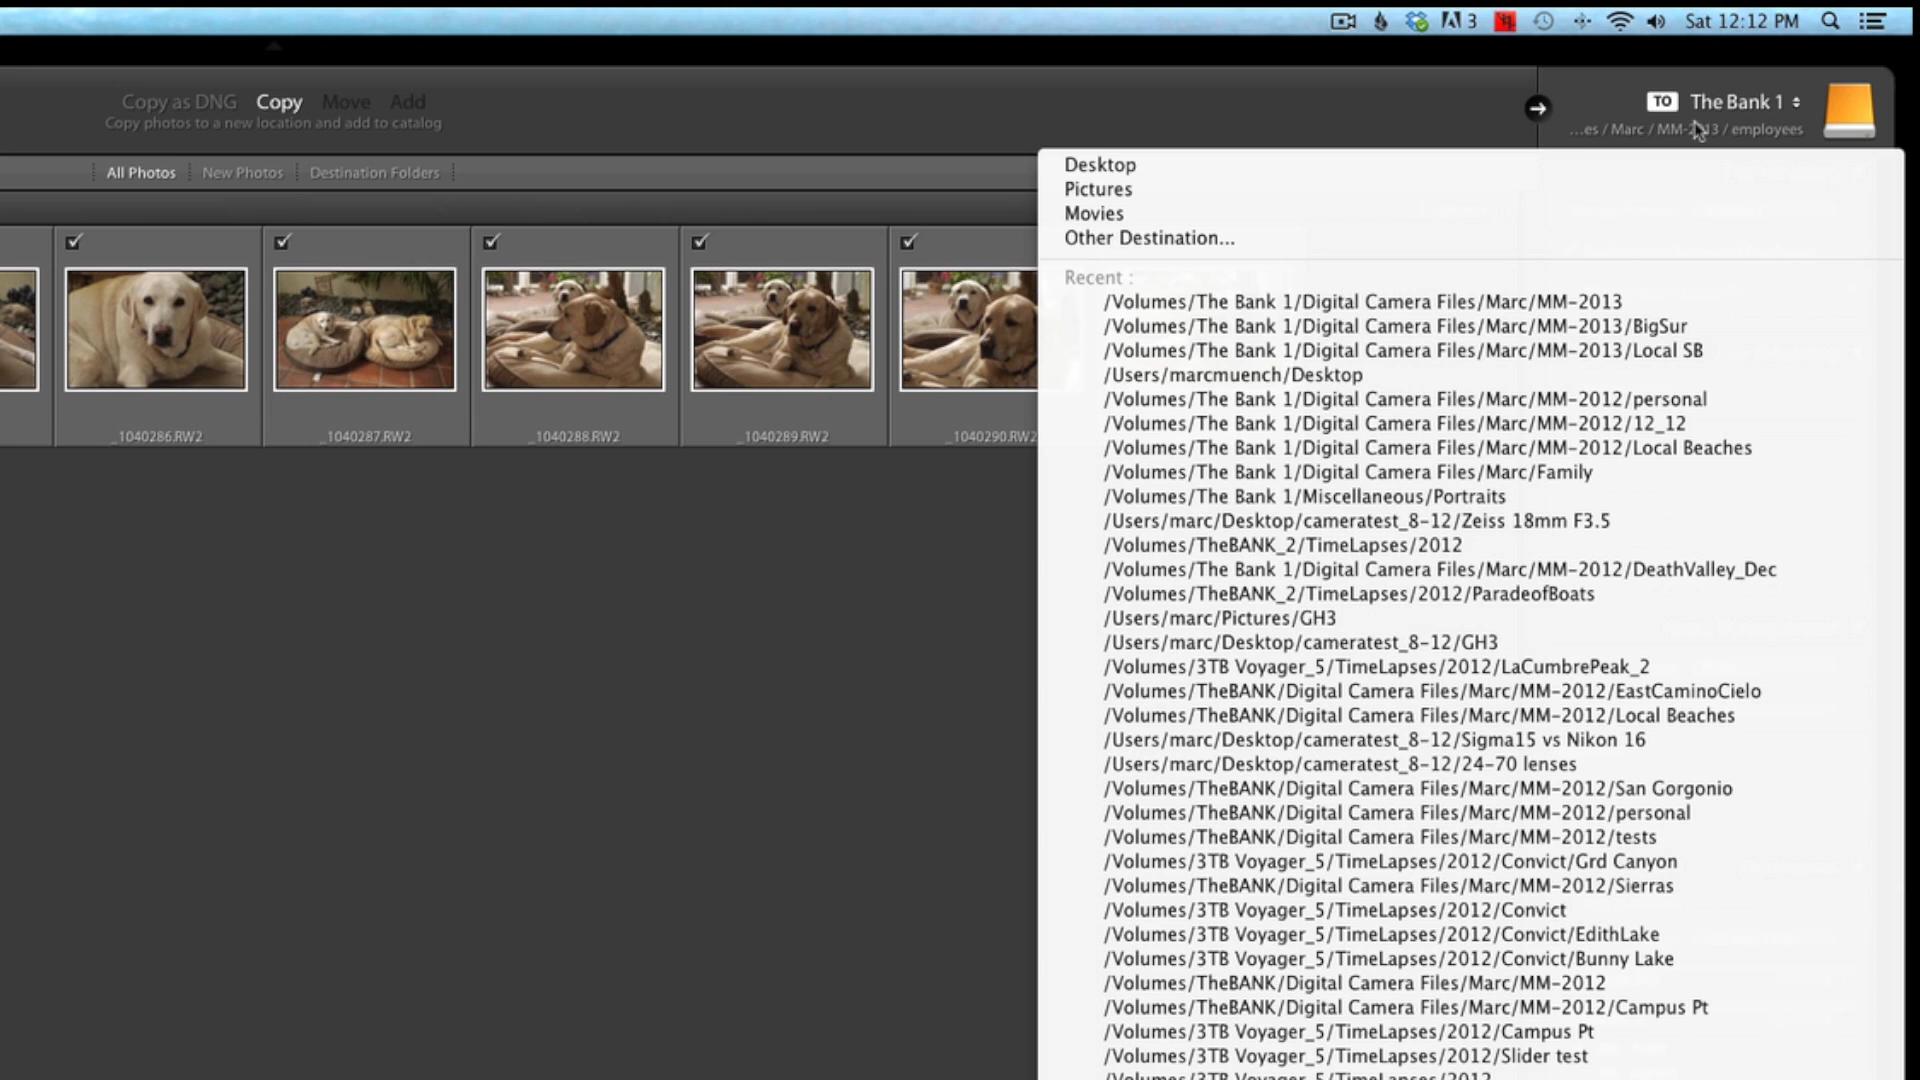 3 Sat 12:12 PM
Copy as DNG Copy Move Add
Copy photos to a new location and add to catalog
TO The Bank 1
...es / Marc / MM-2013 / employees
All Photos New Photos Destination Folders
Desktop
Pictures
Movies
Other Destination...
Recent :
/Volumes/The Bank 1/Digital Camera Files/Marc/MM-2013
/Volumes/The Bank 1/Digital Camera Files/Marc/MM-2013/BigSur
/Volumes/The Bank 1/Digital Camera Files/Marc/MM-2013/Local SB
/Users/marcmuench/Desktop
/Volumes/The Bank 1/Digital Camera Files/Marc/MM-2012/personal
/Volumes/The Bank 1/Digital Camera Files/Marc/MM-2012/12_12
/Volumes/The Bank 1/Digital Camera Files/Marc/MM-2012/Local Beaches
/Volumes/The Bank 1/Digital Camera Files/Marc/Family
/Volumes/The Bank 1/Miscellaneous/Portraits
/Users/marc/Desktop/cameratest_8-12/Zeiss 18mm F3.5
/Volumes/TheBANK_2/TimeLapses/2012
/Volumes/The Bank 1/Digital Camera Files/Marc/MM-2012/DeathValley_Dec
/Volumes/TheBANK_2/TimeLapses/2012/ParadeofBoats
/Users/marc/Pictures/GH3
/Users/marc/Desktop/cameratest_8-12/GH3
/Volumes/3TB Voyager_5/TimeLapses/2012/LaCumbrePeak_2
/Volumes/TheBANK/Digital Camera Files/Marc/MM-2012/EastCaminoCielo
/Volumes/TheBANK/Digital Camera Files/Marc/MM-2012/Local Beaches
/Users/marc/Desktop/cameratest_8-12/Sigma15 vs Nikon 16
/Users/marc/Desktop/cameratest_8-12/24-70 lenses
/Volumes/TheBANK/Digital Camera Files/Marc/MM-2012/San Gorgonio
/Volumes/TheBANK/Digital Camera Files/Marc/MM-2012/personal
/Volumes/TheBANK/Digital Camera Files/Marc/MM-2012/tests
/Volumes/3TB Voyager_5/TimeLapses/2012/Convict/Grd Canyon
/Volumes/TheBANK/Digital Camera Files/Marc/MM-2012/Sierras
/Volumes/3TB Voyager_5/TimeLapses/2012/Convict
/Volumes/3TB Voyager_5/TimeLapses/2012/Convict/EdithLake
/Volumes/3TB Voyager_5/TimeLapses/2012/Convict/Bunny Lake
/Volumes/TheBANK/Digital Camera Files/Marc/MM-2012
/Volumes/TheBANK/Digital Camera Files/Marc/MM-2012/Campus Pt
/Volumes/3TB Voyager_5/TimeLapses/2012/Campus Pt
/Volumes/3TB Voyager_5/TimeLapses/2012/Slider test
/Volumes/3TB Voyager_5/TimeLapses/2012
_1040286.RW2 _1040287.RW2 _1040288.RW2 _1040289.RW2 _1040290.RW2